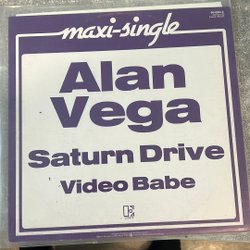 maxi-single
Alan
Vega
Saturn Drive
Video Babe